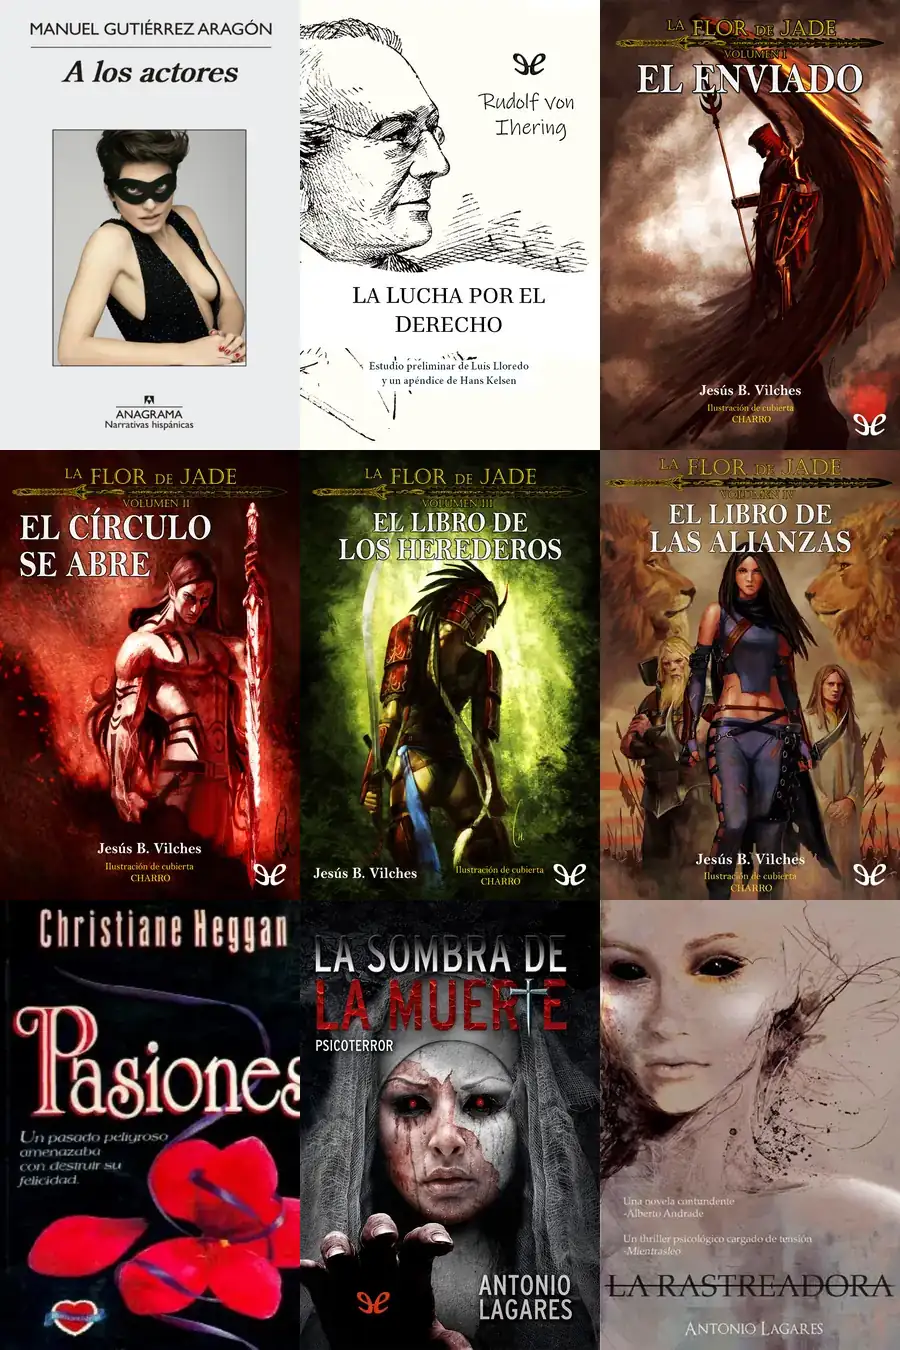 MANUEL GUTIÉRREZ ARAGÓN
A los actores
ANAGRAMA
Narrativas hispánicas
Rudolf von
Ihering
LA LUCHA POR EL
DERECHO
Estudio preliminar de Luis Lloredo
y un apéndice de Hans Kelsen
LA FLOR DE JADE
VOLUMEN I
EL ENVIADO
Jesús B. Vilches
Ilustración de cubierta
CHARRO
LA FLOR DE JADE
VOLUMEN II
EL CÍRCULO
SE ABRE
Jesús B. Vilches
Ilustración de cubierta
CHARRO
LA FLOR DE JADE
VOLUMEN III
EL LIBRO DE
LOS HEREDEROS
Jesús B. Vilches
Ilustración de cubierta
CHARRO
LA FLOR DE JADE
VOLUMEN IV
EL LIBRO DE
LAS ALIANZAS
Jesús B. Vilches
Ilustración de cubierta
CHARRO
Christiane Heggan
Pasiones
Un pasado peligroso
amenazaba
con destruir su
felicidad.
LA SOMBRA DE
LA MUERTE
PSICOTERROR
ANTONIO
LAGARES
Una novela contundente
-Alberto Andrade
Un thriller psicológico cargado de tensión
-Mientrasleo
LA RASTREADORA
ANTONIO LAGARES